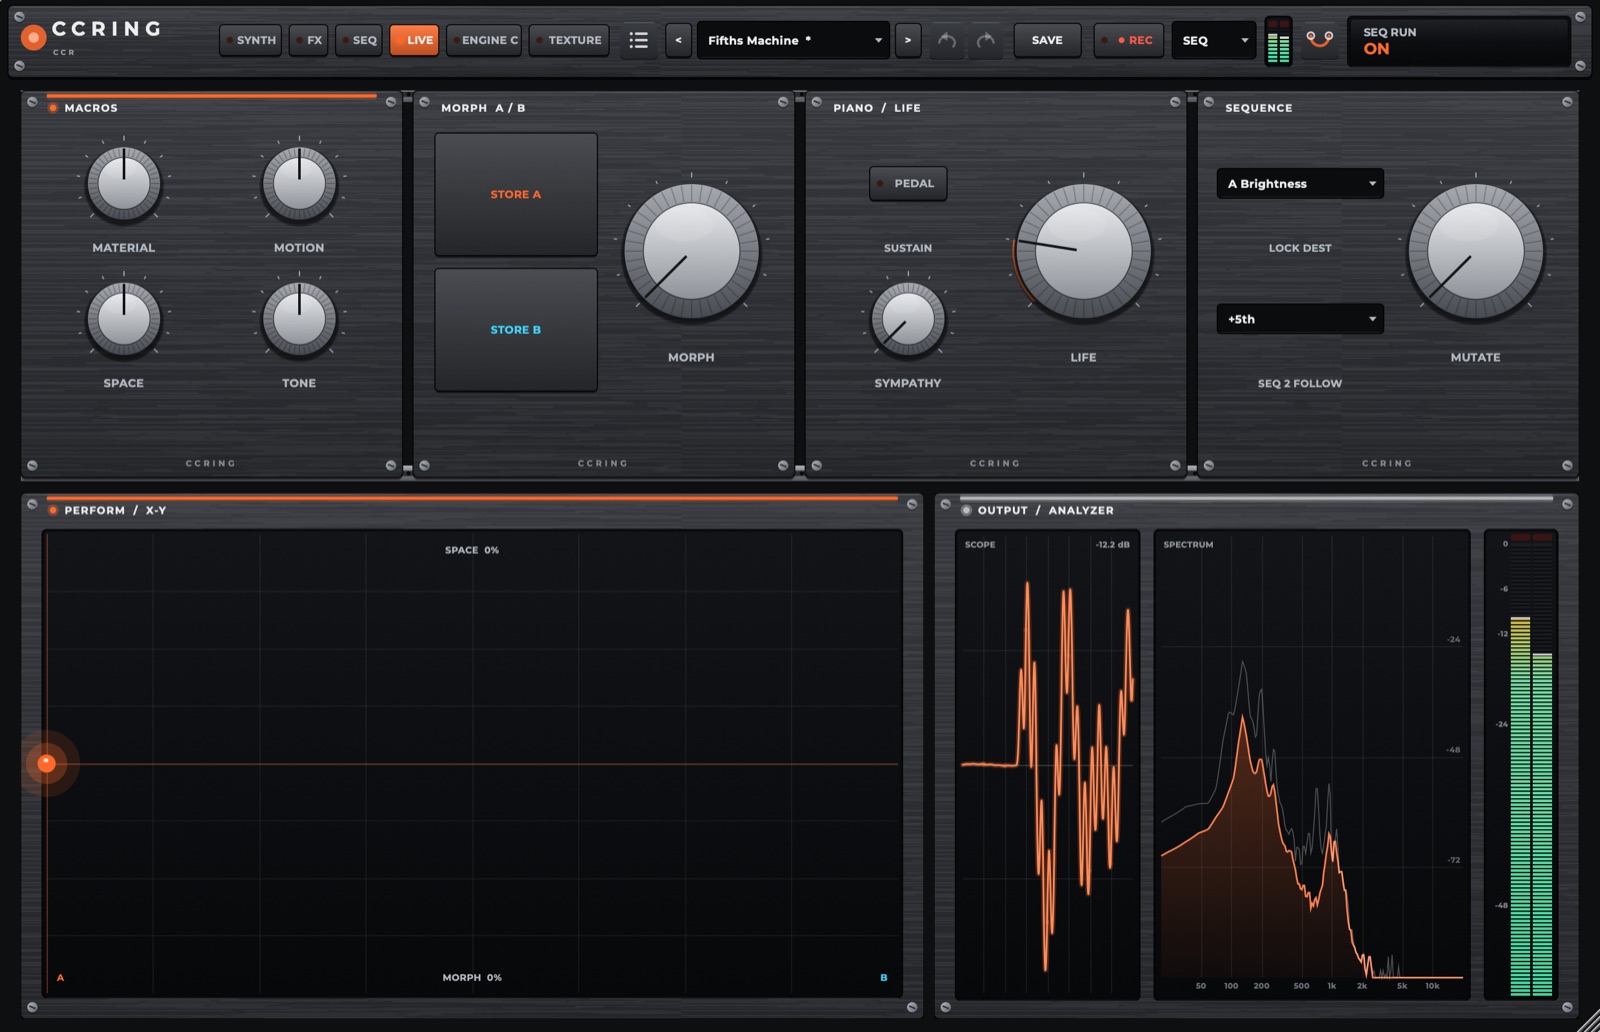 CCRING
CCR
SYNTH
FX
SEQ
LIVE
ENGINE C
TEXTURE
<
Fifths Machine *
>
SAVE
REC
SEQ
SEQ RUN
ON
MACROS
MATERIAL
MOTION
SPACE
TONE
CCRING
MORPH A / B
STORE A
STORE B
MORPH
CCRING
PIANO / LIFE
PEDAL
SUSTAIN
SYMPATHY
LIFE
CCRING
SEQUENCE
A Brightness
LOCK DEST
+5th
SEQ 2 FOLLOW
MUTATE
CCRING
PERFORM / X-Y
SPACE 0%
A
MORPH 0%
B
OUTPUT / ANALYZER
SCOPE
-12.2 dB
SPECTRUM
-24
-48
-72
50 100 200 500 1k 2k 5k 10k
0
-6
-12
-24
-48